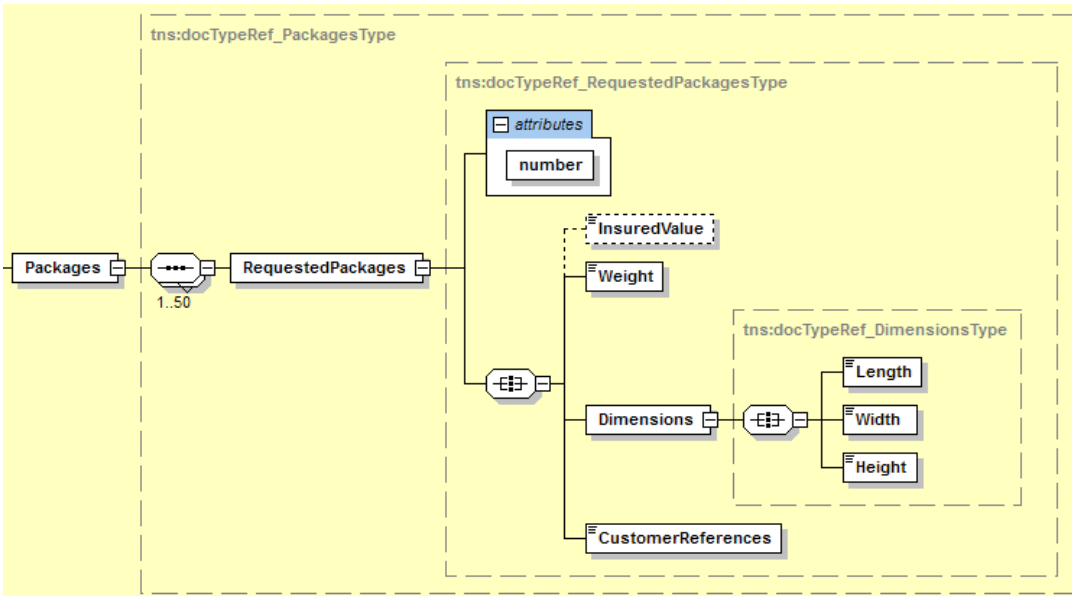 tns:docTypeRef_PackagesType
tns:docTypeRef_RequestedPackagesType
attributes
number
InsuredValue
Packages
RequestedPackages
Weight
1..50
tns:docTypeRef_DimensionsType
Length
Dimensions
Width
Height
CustomerReferences